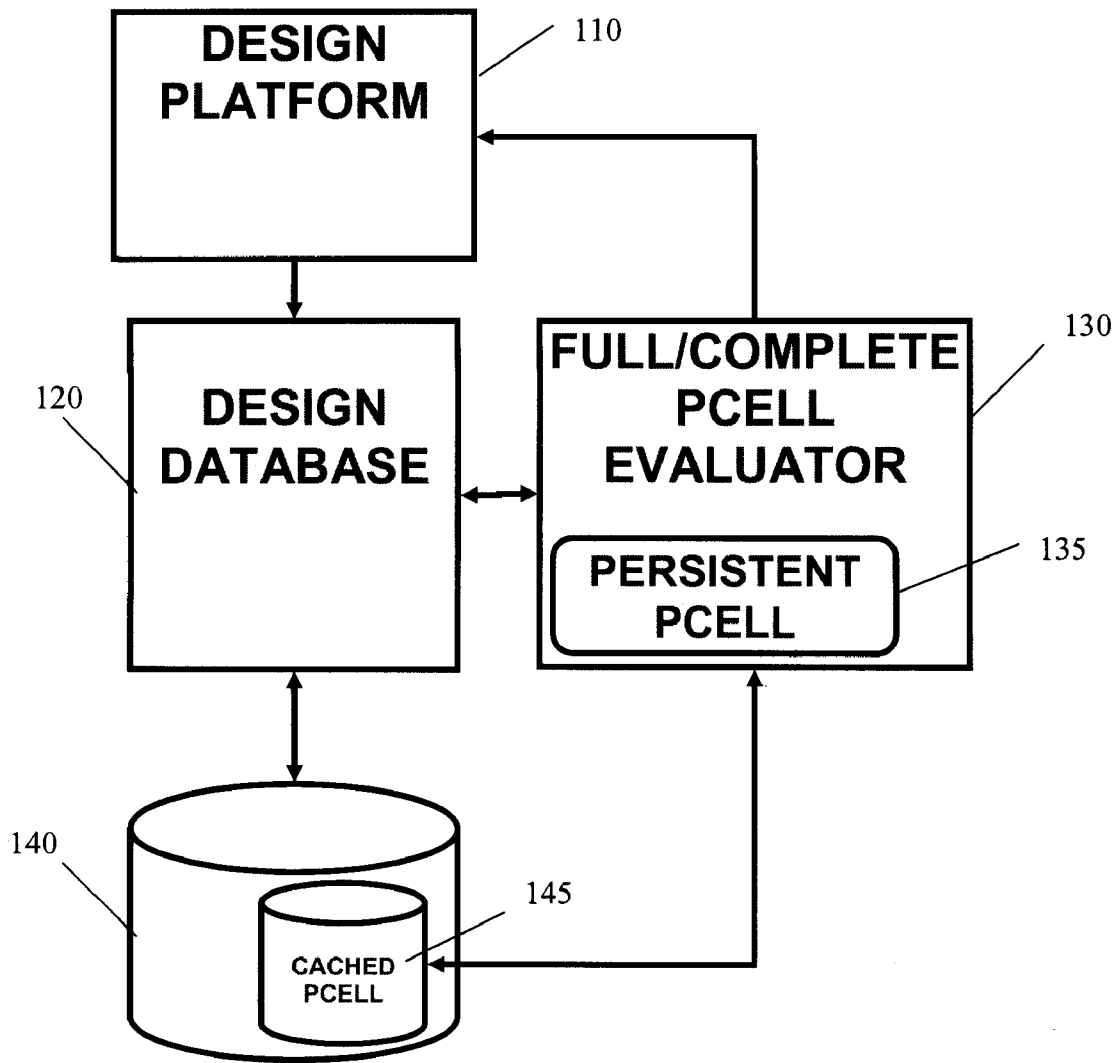 DESIGN
PLATFORM
110
FULL/COMPLETE
PCELL
EVALUATOR
130
120
DESIGN
DATABASE
PERSISTENT
PCELL
135
140
145
CACHED
PCELL